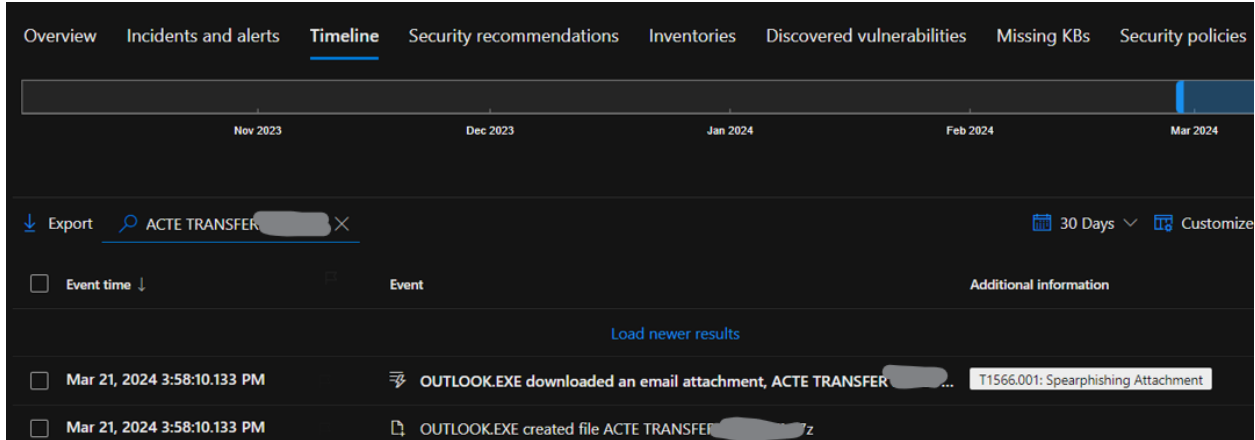 Overview Incidents and alerts Timeline Security recommendations Inventories Discovered vulnerabilities Missing KBs Security policies
Nov 2023 Dec 2023 Jan 2024 Feb 2024 Mar 2024
Export ACTE TRANSFER 30 Days Customize
Event time ↓ Event Additional information
Load newer results
Mar 21, 2024 3:58:10.133 PM OUTLOOK.EXE downloaded an email attachment, ACTE TRANSFER ... T1566.001: Spearphishing Attachment
Mar 21, 2024 3:58:10.133 PM OUTLOOK.EXE created file ACTE TRANSFER 7z